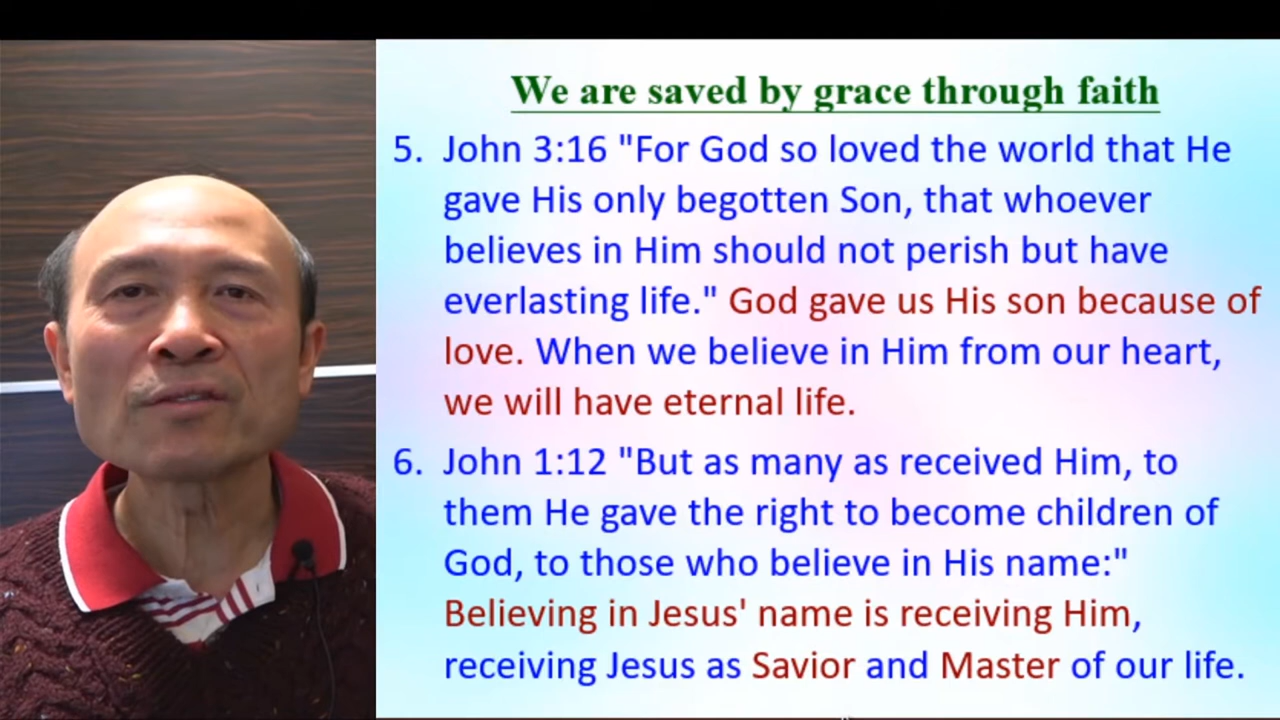 We are saved by grace through faith
5. John 3:16 "For God so loved the world that He
gave His only begotten Son, that whoever
believes in Him should not perish but have
everlasting life." God gave us His son because of
love. When we believe in Him from our heart,
we will have eternal life.
6. John 1:12 "But as many as received Him, to
them He gave the right to become children of
God, to those who believe in His name:"
Believing in Jesus' name is receiving Him,
receiving Jesus as Savior and Master of our life.